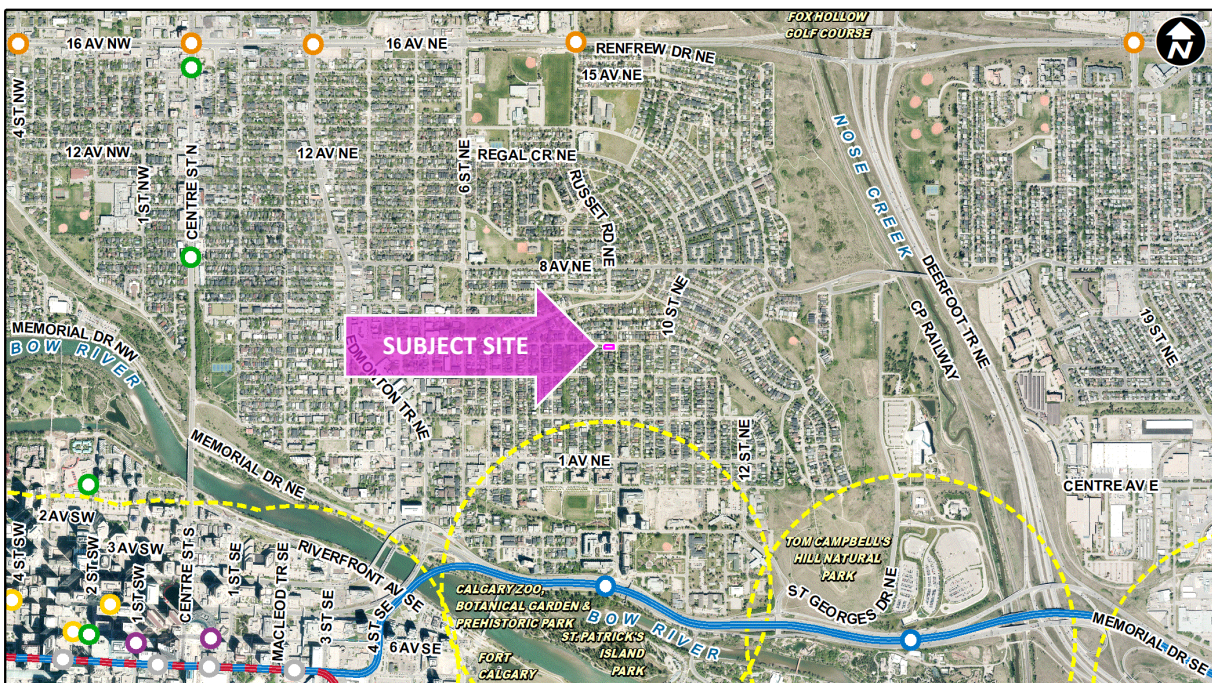 FOX HOLLOW
GOLF COURSE
N
16 AV NW
16 AV NE
RENFREW DR NE
15 AV NE
4 ST NW
12 AV NW
1 ST NW
CENTRE ST N
12 AV NE
6 ST NE
REGAL CR NE
RUSSET RD NE
NOSE CREEK
8 AV NE
10 ST NE
DEERFOOT TR NE
CP RAILWAY
19 ST NE
MEMORIAL DR NW
BOW RIVER
SUBJECT SITE
EDMONTON TR NE
MEMORIAL DR NE
1 AV NE
12 ST NE
CENTRE AV E
2 AV SW
3 AV SW
4 ST SW
2 ST SW
1 ST SW
CENTRE ST S
1 ST SE
MACLEOD TR SE
3 ST SE
RIVERFRONT AV SE
4 ST SE
6 AV SE
CALGARY ZOO,
BOTANICAL GARDEN &
PREHISTORIC PARK
FORT
CALGARY
ST. PATRICK'S
ISLAND
PARK
BOW RIVER
TOM CAMPBELL'S
HILL NATURAL
PARK
ST GEORGES DR NE
MEMORIAL DR SE